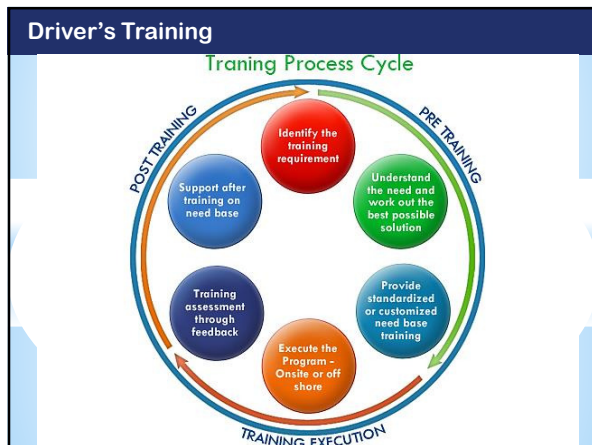 Driver's Training
Traning Process Cycle
PRE TRAINING
POST TRAINING
Identify the
training
requirement
Understand
the need and
work out the
best possible
solution
Provide
standardized
or customized
need base
training
Execute the
Program –
Onsite or off
shore
Training
assessment
through
feedback
Support after
training on
need base
TRAINING EXECUTION